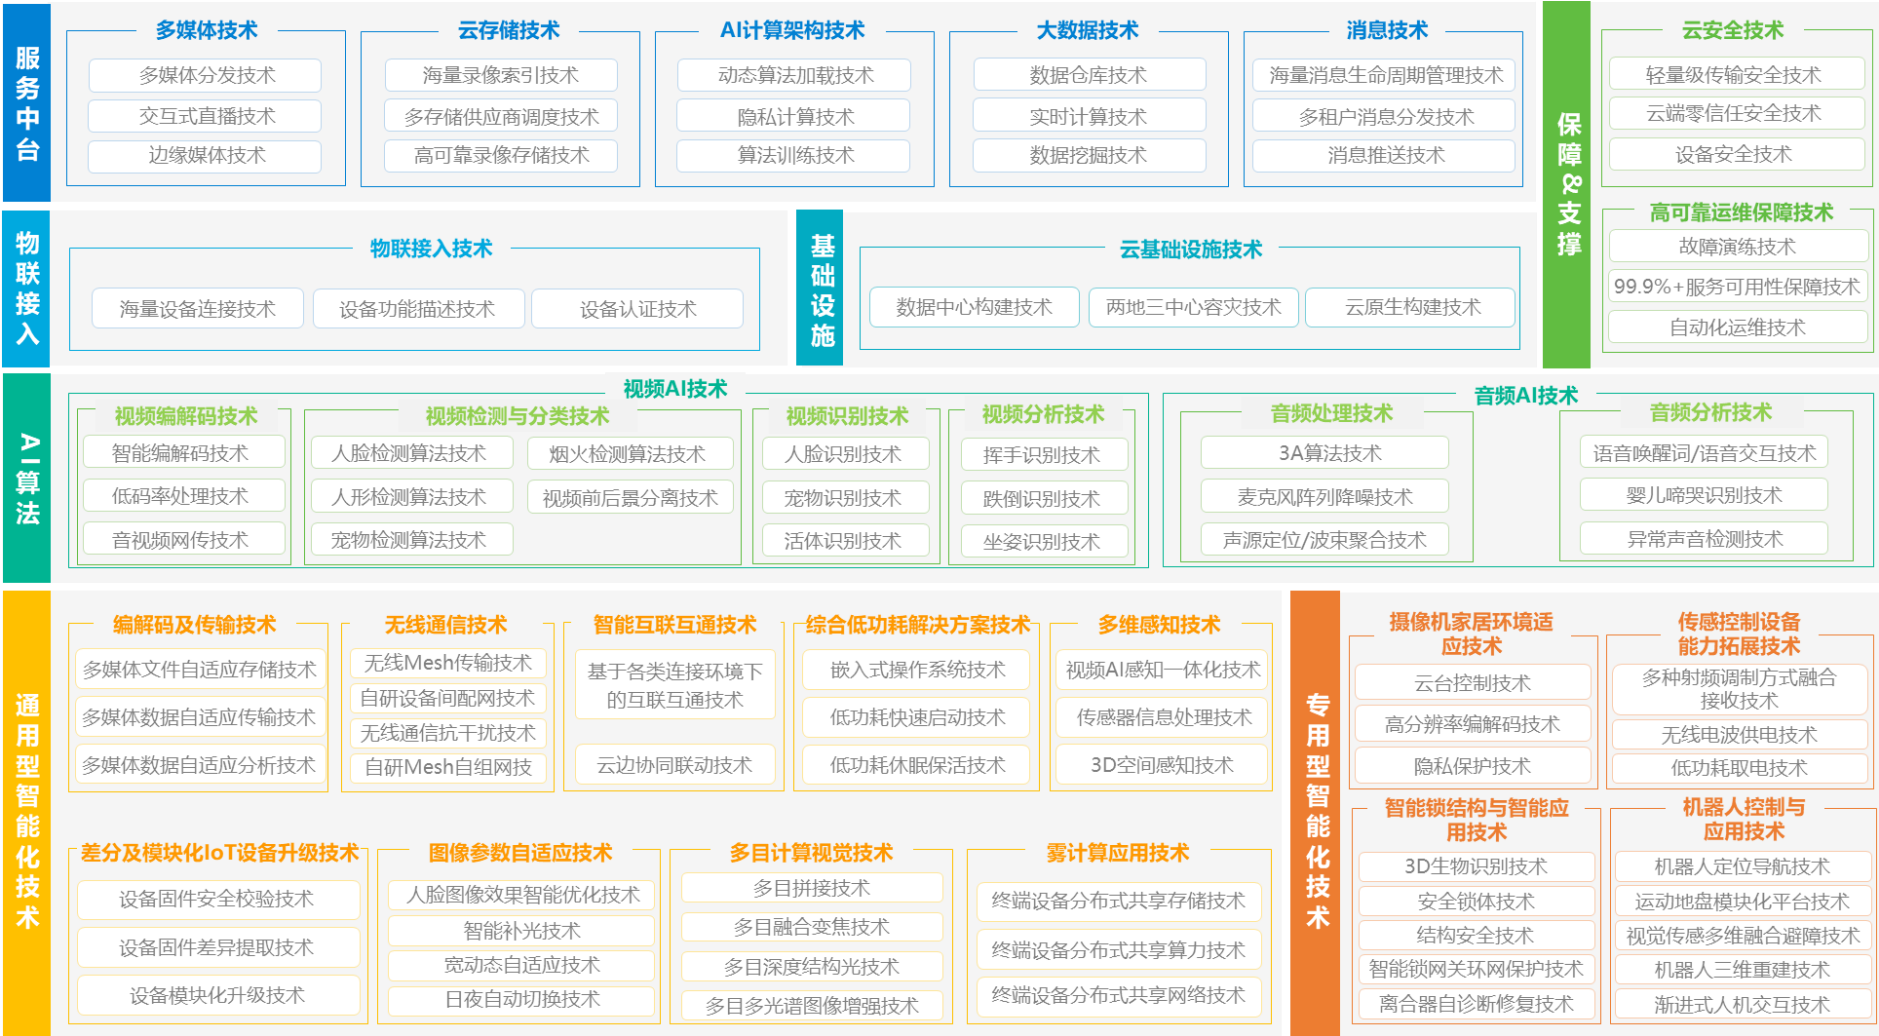 服务中台
多媒体技术
多媒体分发技术
交互式直播技术
边缘媒体技术
云存储技术
海量录像索引技术
多存储供应商调度技术
高可靠录像存储技术
AI计算架构技术
动态算法加载技术
隐私计算技术
算法训练技术
大数据技术
数据仓库技术
实时计算技术
数据挖掘技术
消息技术
海量消息生命周期管理技术
多租户消息分发技术
消息推送技术
保障&支撑
云安全技术
轻量级传输安全技术
云端零信任安全技术
设备安全技术
高可靠运维保障技术
故障演练技术
99.9%+服务可用性保障技术
自动化运维技术
物联接入
物联接入技术
海量设备连接技术
设备功能描述技术
设备认证技术
基础设施
云基础设施技术
数据中心构建技术
两地三中心容灾技术
云原生构建技术
AI算法
视频AI技术
视频编解码技术
智能编解码技术
低码率处理技术
音视频网传技术
视频检测与分类技术
人脸检测算法技术
烟火检测算法技术
人形检测算法技术
视频前后景分离技术
宠物检测算法技术
视频识别技术
人脸识别技术
宠物识别技术
活体识别技术
视频分析技术
挥手识别技术
跌倒识别技术
坐姿识别技术
音频AI技术
音频处理技术
3A算法技术
麦克风阵列降噪技术
声源定位/波束聚合技术
音频分析技术
语音唤醒词/语音交互技术
婴儿啼哭识别技术
异常声音检测技术
通用型智能化技术
编解码及传输技术
多媒体文件自适应存储技术
多媒体数据自适应传输技术
多媒体数据自适应分析技术
无线通信技术
无线Mesh传输技术
自研设备间配网技术
无线通信抗干扰技术
自研Mesh自组网技
智能互联互通技术
基于各类连接环境下
的互联互通技术
云边协同联动技术
综合低功耗解决方案技术
嵌入式操作系统技术
低功耗快速启动技术
低功耗休眠保活技术
多维感知技术
视频AI感知一体化技术
传感器信息处理技术
3D空间感知技术
差分及模块化IoT设备升级技术
设备固件安全校验技术
设备固件差异提取技术
设备模块化升级技术
图像参数自适应技术
人脸图像效果智能优化技术
智能补光技术
宽动态自适应技术
日夜自动切换技术
多目计算视觉技术
多目拼接技术
多目融合变焦技术
多目深度结构光技术
多目多光谱图像增强技术
雾计算应用技术
终端设备分布式共享存储技术
终端设备分布式共享算力技术
终端设备分布式共享网络技术
专用型智能化技术
摄像机家居环境适
应技术
云台控制技术
高分辨率编解码技术
隐私保护技术
传感控制设备
能力拓展技术
多种射频调制方式融合
接收技术
无线电波供电技术
低功耗取电技术
智能锁结构与智能应
用技术
3D生物识别技术
安全锁体技术
结构安全技术
智能锁网关环网保护技术
离合器自诊断修复技术
机器人控制与
应用技术
机器人定位导航技术
运动地盘模块化平台技术
视觉传感多维融合避障技术
机器人三维重建技术
渐进式人机交互技术